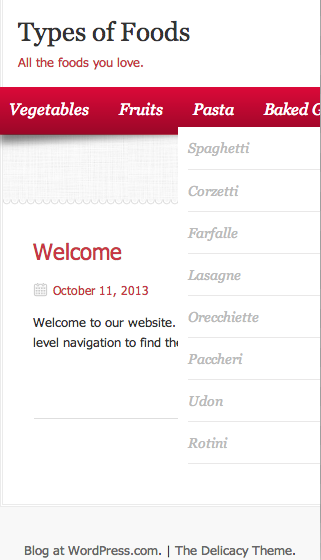 Types of Foods
All the foods you love.
Vegetables Fruits Pasta Baked G
Spaghetti
Corzetti
Farfalle
Lasagne
Orecchiette
Paccheri
Udon
Rotini
Welcome
October 11, 2013
Welcome to our website.
level navigation to find the
Blog at WordPress.com. | The Delicacy Theme.